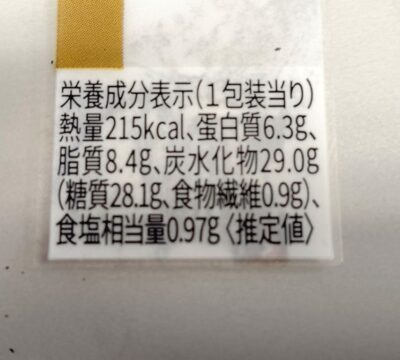 栄養成分表示(1包装当り)
熱量215kcal、蛋白質6.3g、
脂質8.4g、炭水化物29.0g
(糖質28.1g、食物繊維0.9g)、
食塩相当量0.97g〈推定値〉